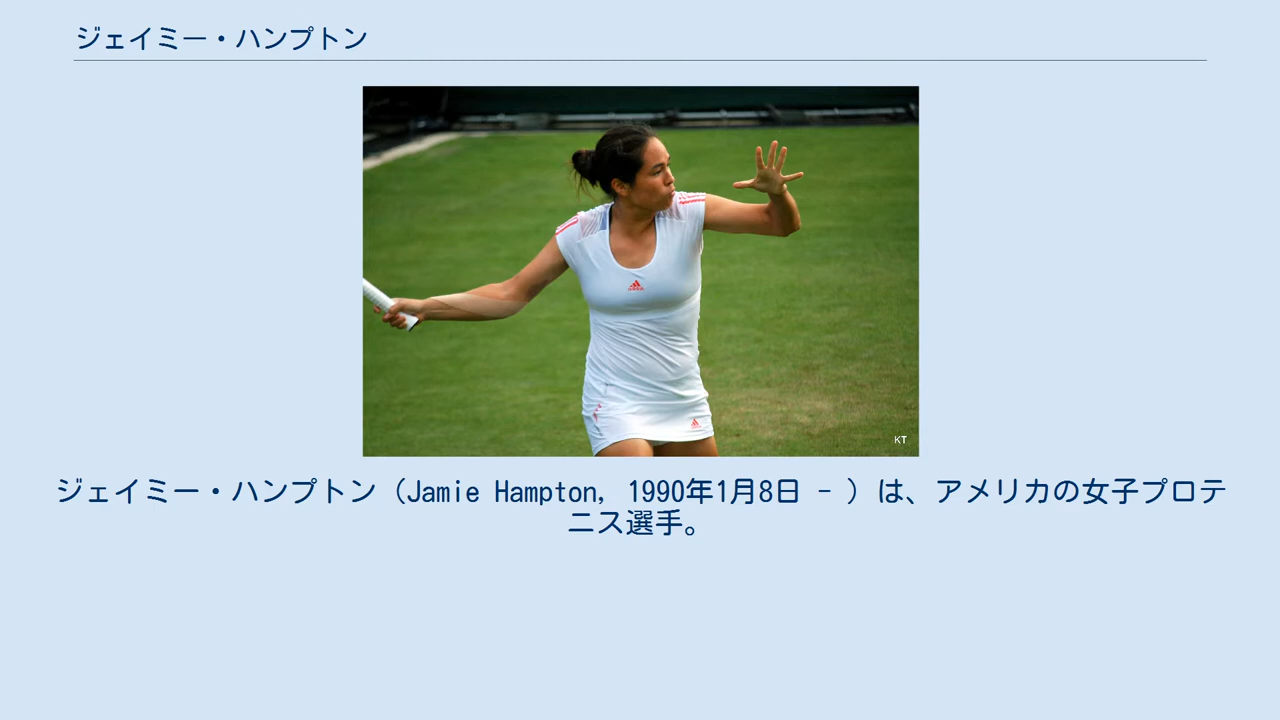 ジェイミー・ハンプトン
KT
ジェイミー・ハンプトン（Jamie Hampton, 1990年1月8日 - ）は、アメリカの女子プロテ
ニス選手。